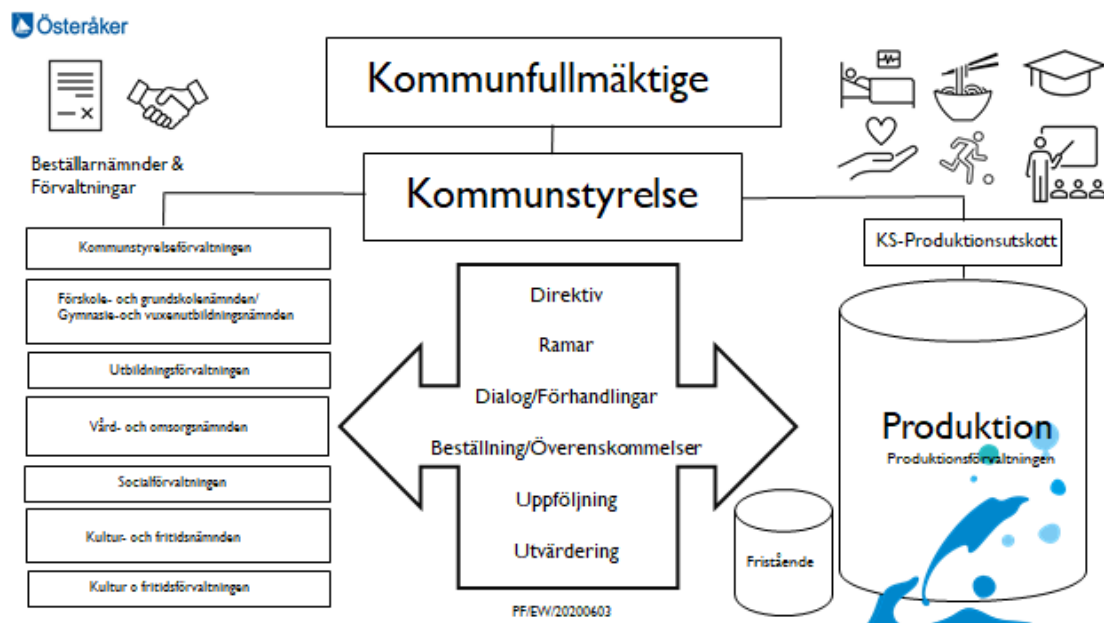 Österåker
Kommunfullmäktige
Beställarnämnder &
Förvaltningar
Kommunstyrelse
Kommunstyrelseförvaltningen
Förskole- och grundskolenämnden/
Gymnasie-och vuxenutbildningsnämnden
Utbildningsförvaltningen
Vård- och omsorgsnämnden
Socialförvaltningen
Kultur- och fritidsnämnden
Kultur o fritidsförvaltningen
Direktiv
Ramar
Dialog/Förhandlingar
Beställning/Överenskommelser
Uppföljning
Utvärdering
PF/EW/20200603
KS-Produktionsutskott
Produktion
Produktionsförvaltningen
Fristående